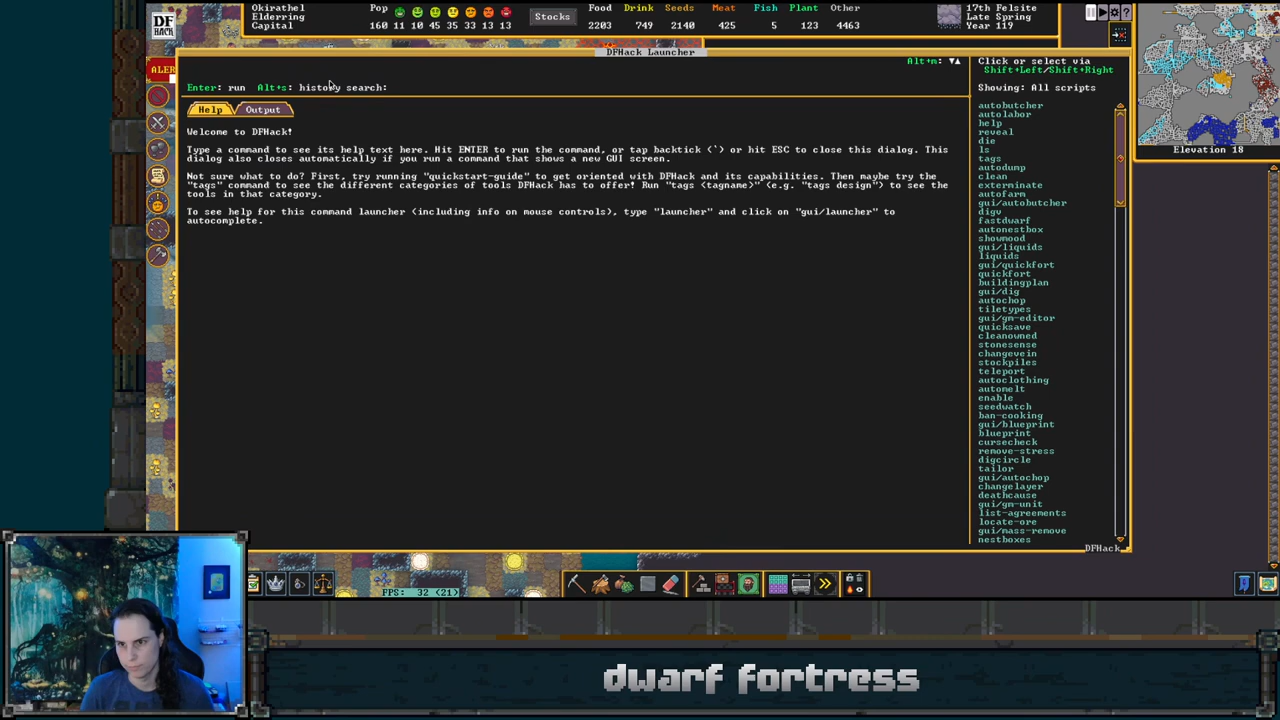 DF
HACK
Okirathel
Elderring
Capital
Pop
160 11 10 45 35 33 13 13
Stocks
Food Drink Seeds Meat Fish Plant Other
2203 749 2140 425 5 123 4463
17th Felsite
Late Spring
Year 119
Elevation 18
ALER
DFHack Launcher
Alt+m:
Enter: run Alt+s: history search:
Help Output
Welcome to DFHack!
Type a command to see its help text here. Hit ENTER to run the command, or tap backtick (`) or hit ESC to close this dialog. This
dialog also closes automatically if you run a command that shows a new GUI screen.
Not sure what to do? First, try running "quickstart-guide" to get oriented with DFHack and its capabilities. Then maybe try the
"tags" command to see the different categories of tools DFHack has to offer! Run "tags <tagname>" (e.g. "tags design") to see the
tools in that category.
To see help for this command launcher (including info on mouse controls), type "launcher" and click on "gui/launcher" to
autocomplete.
Click or select via
Shift+Left/Shift+Right
Showing: All scripts
autobutcher
autolabor
help
reveal
die
ls
tags
autodump
clean
exterminate
autofarm
gui/autobutcher
digv
fastdwarf
autonestbox
showmood
gui/liquids
liquids
gui/quickfort
quickfort
buildingplan
gui/dig
autochop
tiletypes
gui/gm-editor
quicksave
cleanowned
stonesense
changevein
stockpiles
teleport
autoclothing
automelt
enable
seedwatch
ban-cooking
gui/blueprint
blueprint
cursecheck
remove-stress
digcircle
tailor
gui/autochop
changelayer
deathcause
gui/gm-unit
list-agreements
locate-ore
gui/mass-remove
nestboxes
DFHack
FPS: 32 (21)
dwarf fortress